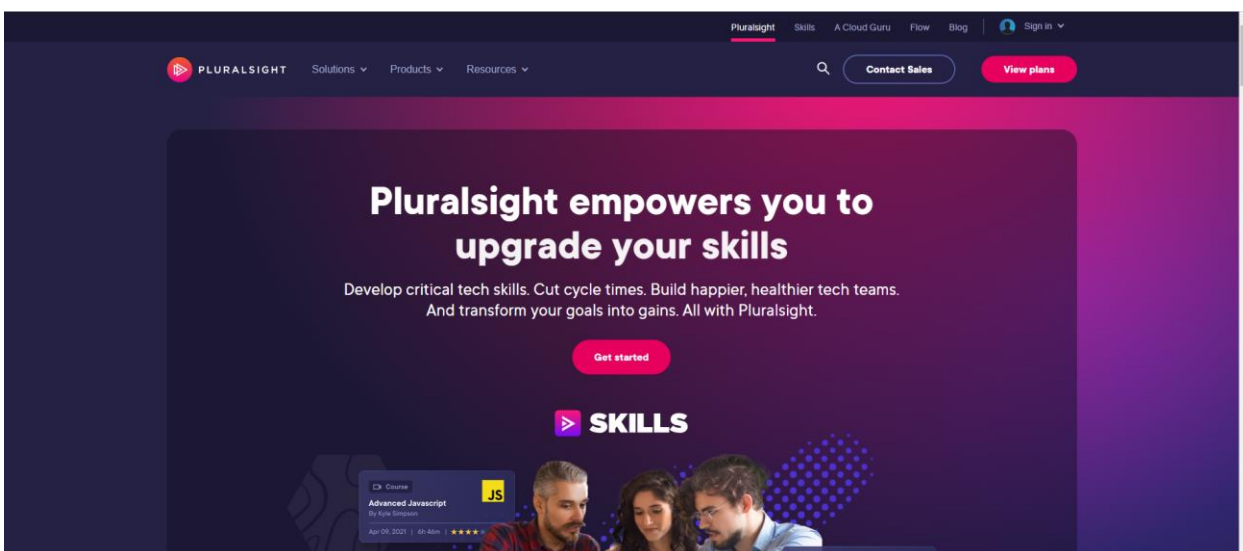 Pluralsight Skills A Cloud Guru Flow Blog Sign in
PLURALSIGHT Solutions Products Resources Contact Sales View plans
Pluralsight empowers you to
upgrade your skills
Develop critical tech skills. Cut cycle times. Build happier, healthier tech teams.
And transform your goals into gains. All with Pluralsight.
Get started
SKILLS
Course
JS
Advanced Javascript
By Kyle Simpson
Apr 09, 2021 | 6h 46m | ★★★★★